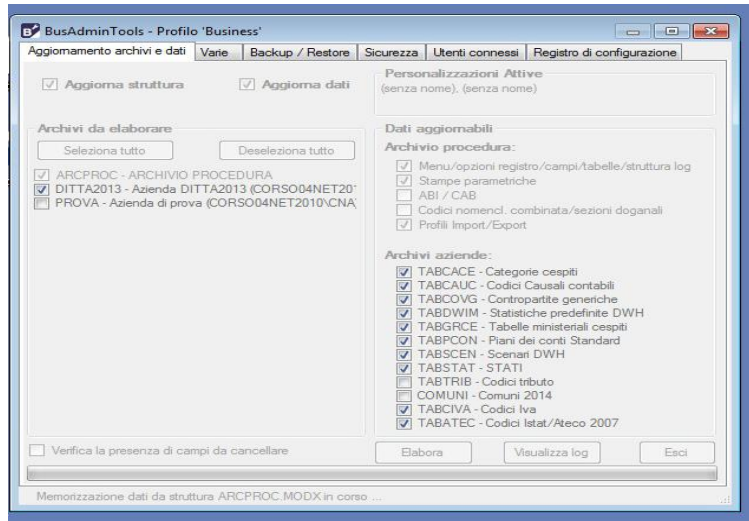 BusAdminTools - Profilo 'Business'
Aggiornamento archivi e dati Varie Backup / Restore Sicurezza Utenti connessi Registro di configurazione
Aggiorna struttura Aggiorna dati
Personalizzazioni Attive
(senza nome), (senza nome)
Archivi da elaborare
Seleziona tutto Deseleziona tutto
ARCPROC - ARCHIVIO PROCEDURA
DITTA2013 - Azienda DITTA2013 (CORSO04NET20
PROVA - Azienda di prova (CORSO04NET2010\CNA
Dati aggiornabili
Archivio procedura:
Menu/opzioni registro/campi/tabelle/struttura log
Stampe parametriche
ABI / CAB
Codici nomencl. combinata/sezioni doganali
Profili Import/Export
Archivi aziende:
TABCACE - Categorie cespiti
TABCAUC - Codici Causali contabili
TABCOVG - Contropartite generiche
TABDWIM - Statistiche predefinite DWH
TABGRCE - Tabelle ministeriali cespiti
TABPCON - Piani dei conti Standard
TABSCEN - Scenari DWH
TABSTAT - STATI
TABTRIB - Codici tributo
COMUNI - Comuni 2014
TABCIVA - Codici Iva
TABATEC - Codici Istat/Ateco 2007
Verifica la presenza di campi da cancellare
Elabora Visualizza log Esci
Memorizzazione dati da struttura ARCPROC.MODX in corso ...